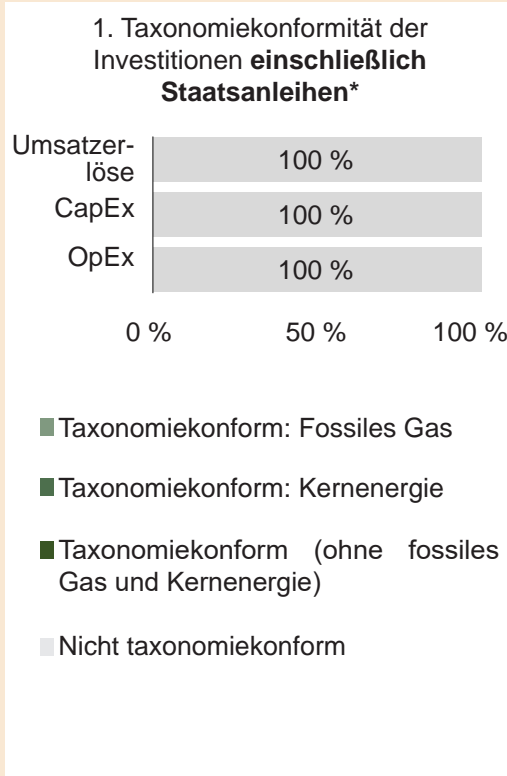 1. Taxonomiekonformität der
Investitionen einschließlich
Staatsanleihen*
Umsatzer-
löse
100 %
CapEx
100 %
OpEx
100 %
0 %
50 %
100 %
Taxonomiekonform: Fossiles Gas
Taxonomiekonform: Kernenergie
Taxonomiekonform (ohne fossiles
Gas und Kernenergie)
Nicht taxonomiekonform